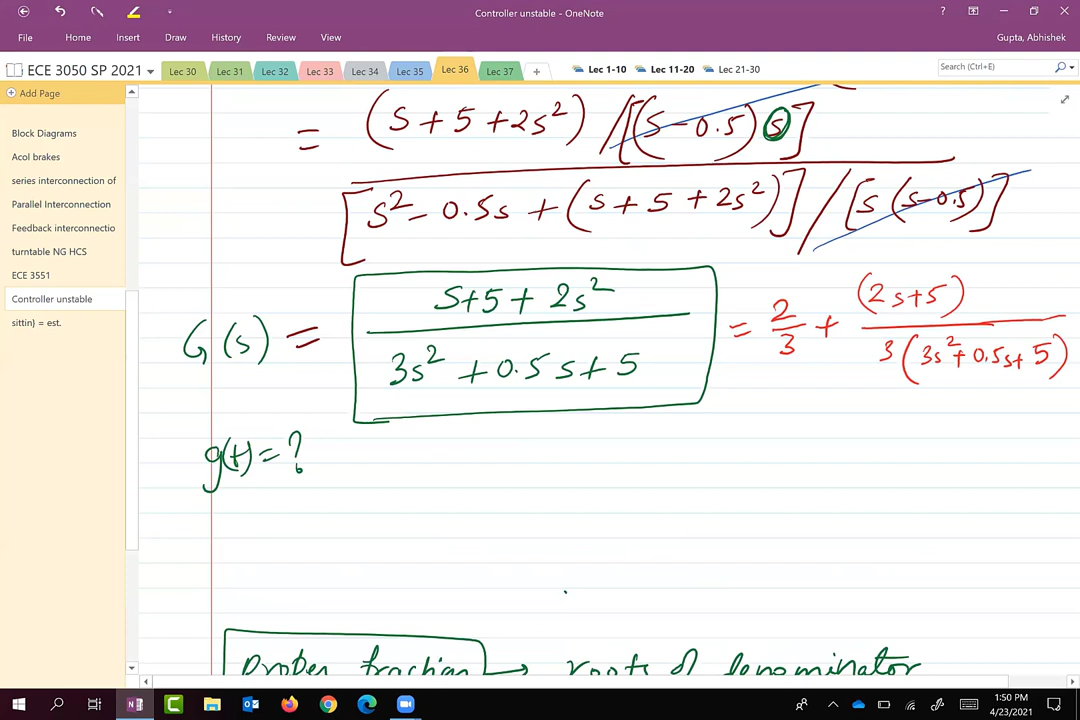 Controller unstable - OneNote
?
File Home Insert Draw History Review View
Gupta, Abhishek
ECE 3050 SP 2021
Lec 30 Lec 31 Lec 32 Lec 33 Lec 34 Lec 35 Lec 36 Lec 37 + Lec 1-10 Lec 11-20 Lec 21-30
Search (Ctrl+E)
Add Page
Block Diagrams
Acol brakes
series interconnection of
Parallel Interconnection
Feedback interconnectio
turntable NG HCS
ECE 3551
Controller unstable
sittin) = est.
= (s+5+2s²) / [(s-0.5) s]
[s² - 0.5s + (s+5+2s²)] / [s (s-0.5)]
G(s) = s+5+2s² / 3s² + 0.5s + 5 = 2/3 + (2s+5) / 3(3s²+0.5s+5)
g(t) = ?
Proper fraction → roots of denominator
1:50 PM
4/23/2021